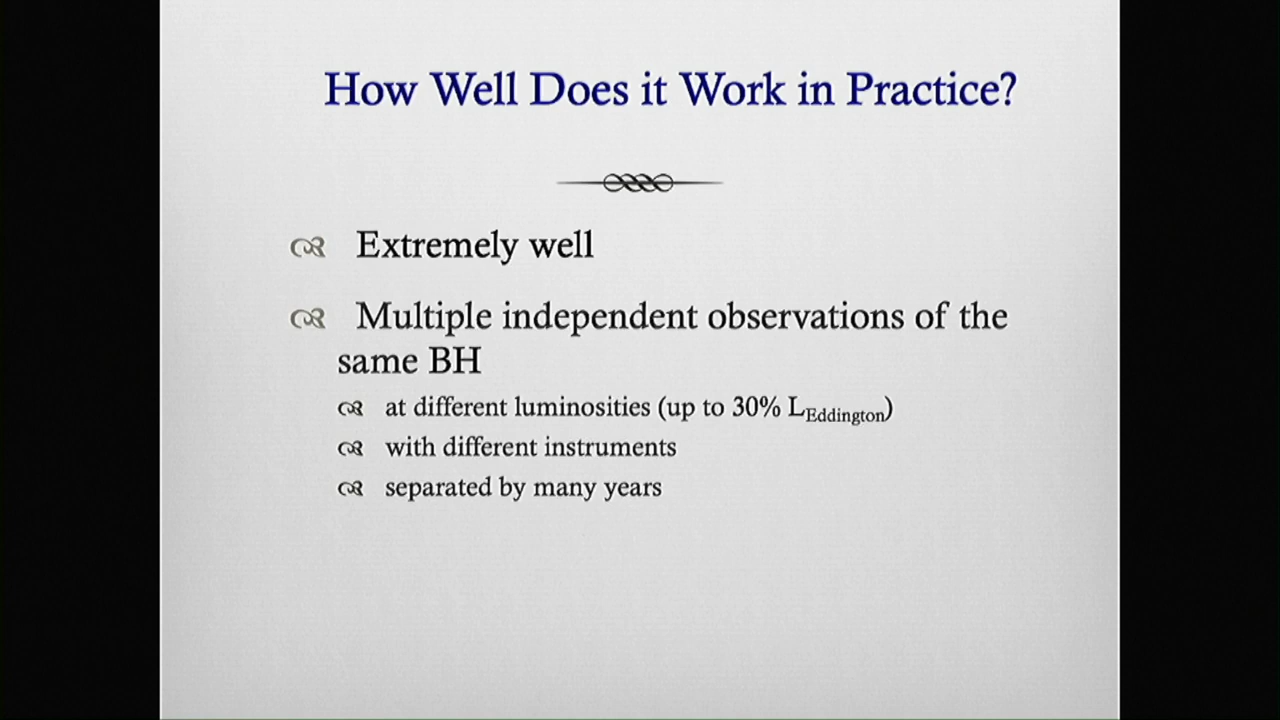 How Well Does it Work in Practice?
Extremely well
Multiple independent observations of the
same BH
at different luminosities (up to 30% LEddington)
with different instruments
separated by many years